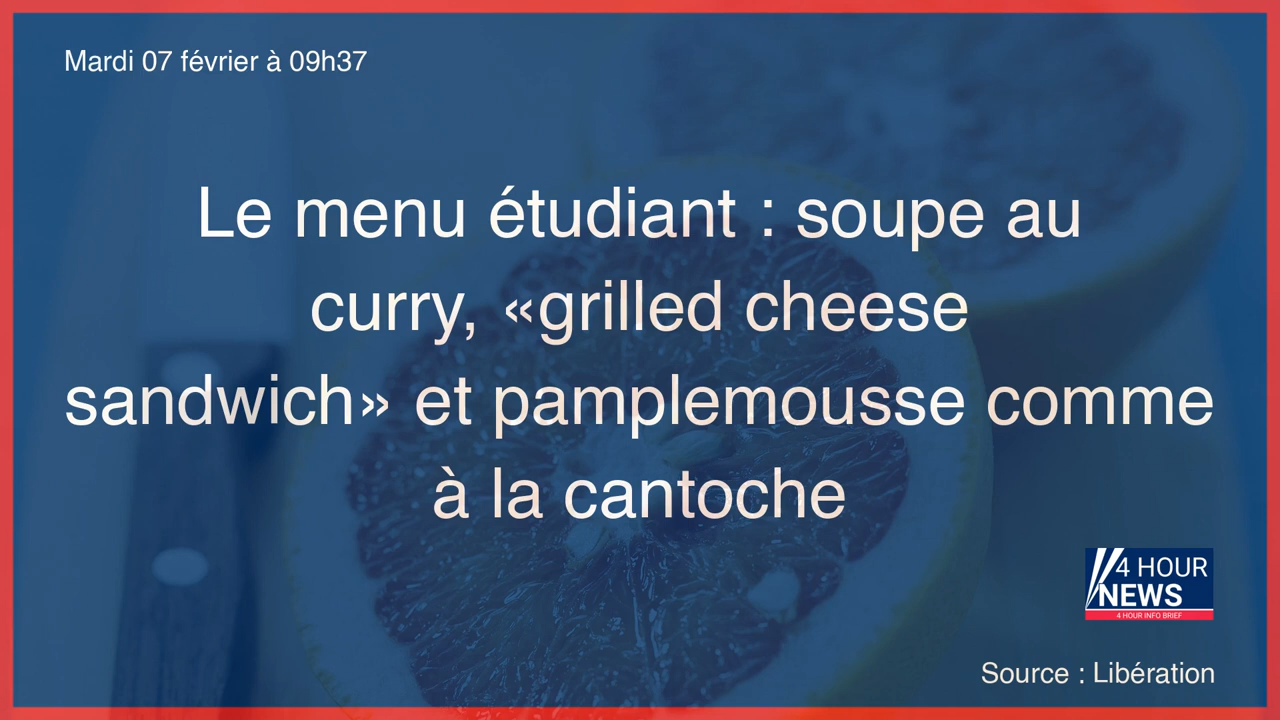 Mardi 07 février à 09h37
Le menu étudiant : soupe au
curry, «grilled cheese
sandwich» et pamplemousse comme
à la cantoche
4 HOUR
NEWS
4 HOUR INFO BRIEF
Source : Libération